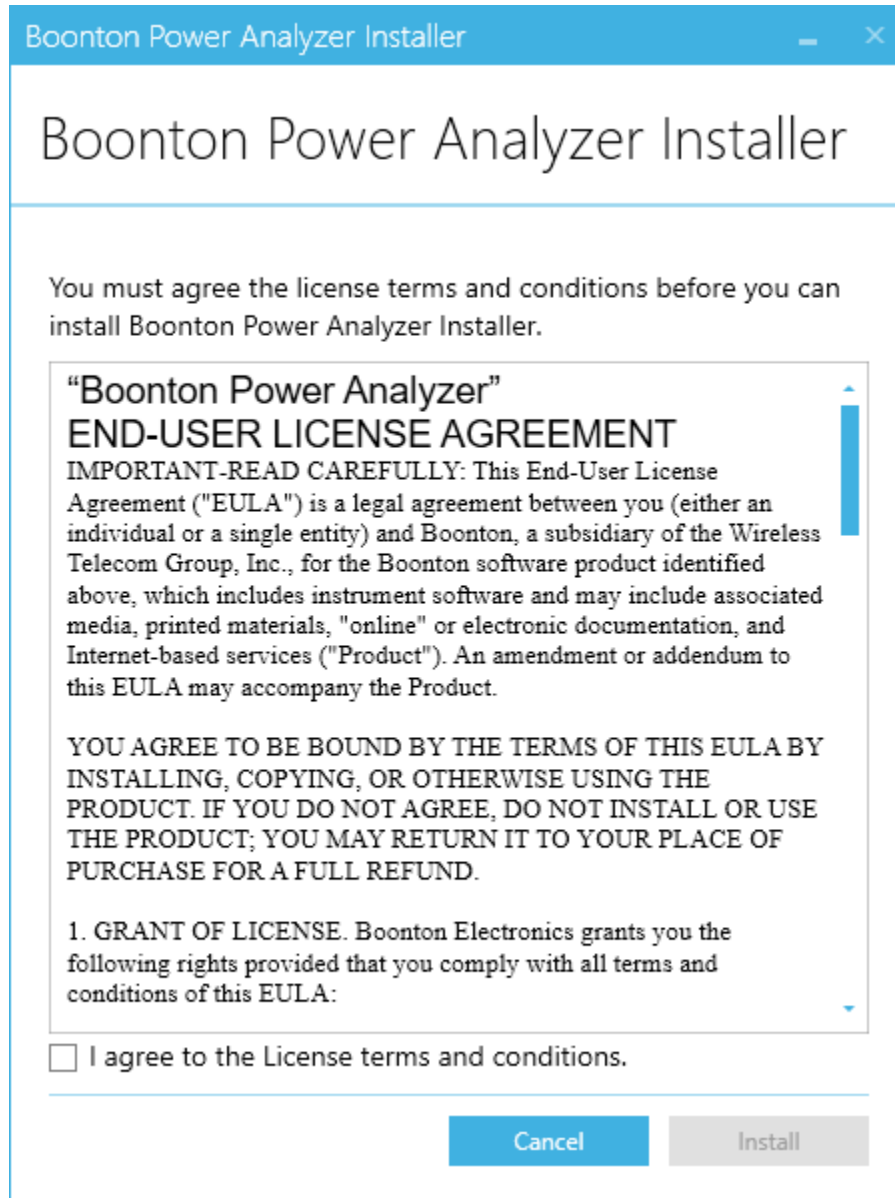 Boonton Power Analyzer Installer
Boonton Power Analyzer Installer
You must agree the license terms and conditions before you can
install Boonton Power Analyzer Installer.
“Boonton Power Analyzer”
END-USER LICENSE AGREEMENT
IMPORTANT-READ CAREFULLY: This End-User License
Agreement ("EULA") is a legal agreement between you (either an
individual or a single entity) and Boonton, a subsidiary of the Wireless
Telecom Group, Inc., for the Boonton software product identified
above, which includes instrument software and may include associated
media, printed materials, "online" or electronic documentation, and
Internet-based services ("Product"). An amendment or addendum to
this EULA may accompany the Product.
YOU AGREE TO BE BOUND BY THE TERMS OF THIS EULA BY
INSTALLING, COPYING, OR OTHERWISE USING THE
PRODUCT. IF YOU DO NOT AGREE, DO NOT INSTALL OR USE
THE PRODUCT; YOU MAY RETURN IT TO YOUR PLACE OF
PURCHASE FOR A FULL REFUND.
1. GRANT OF LICENSE. Boonton Electronics grants you the
following rights provided that you comply with all terms and
conditions of this EULA:
I agree to the License terms and conditions.
Cancel
Install